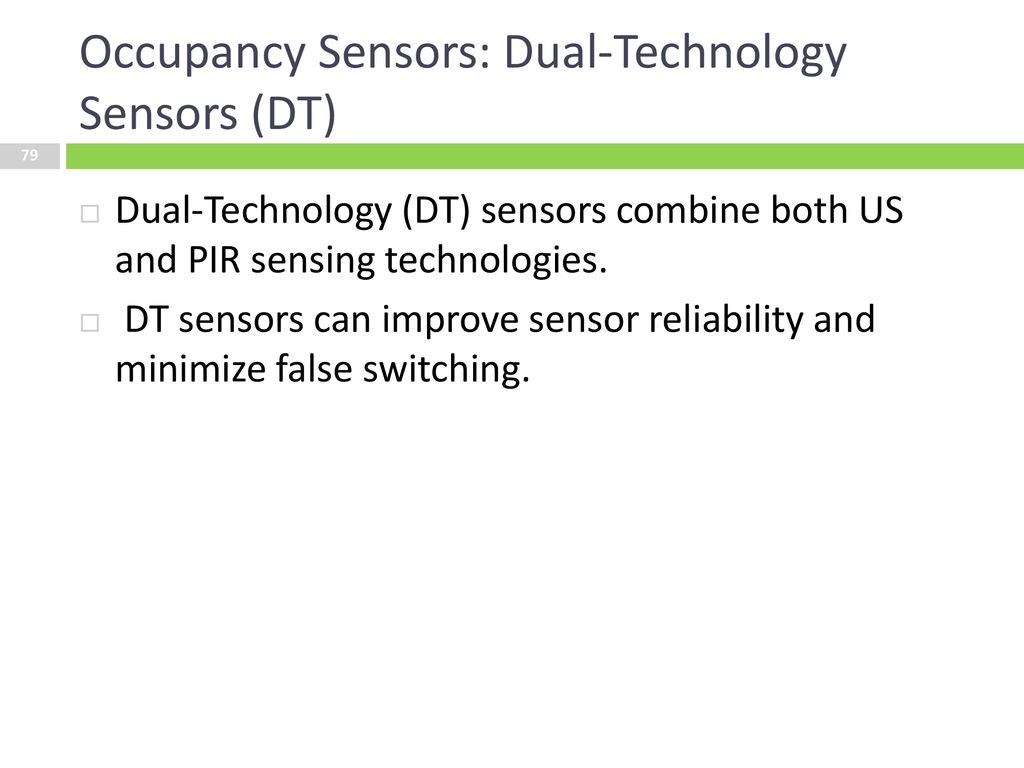 Occupancy Sensors: Dual-Technology
Sensors (DT)
79
Dual-Technology (DT) sensors combine both US
and PIR sensing technologies.
DT sensors can improve sensor reliability and
minimize false switching.